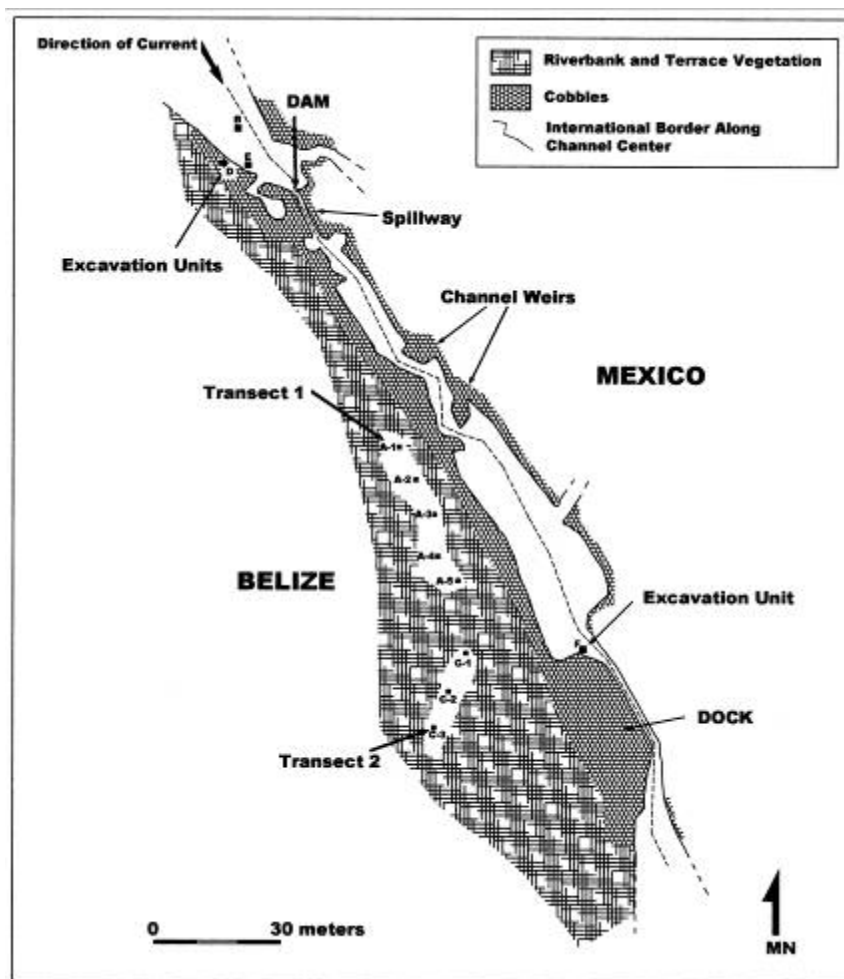 Direction of Current
DAM
Riverbank and Terrace Vegetation
Cobbles
International Border Along
Channel Center
E
D
Spillway
Excavation Units
Channel Weirs
MEXICO
Transect 1
A-1
A-2
A-3
A-4
A-5
BELIZE
Excavation Unit
F
C-1
C-2
C-3
DOCK
Transect 2
0 30 meters
MN